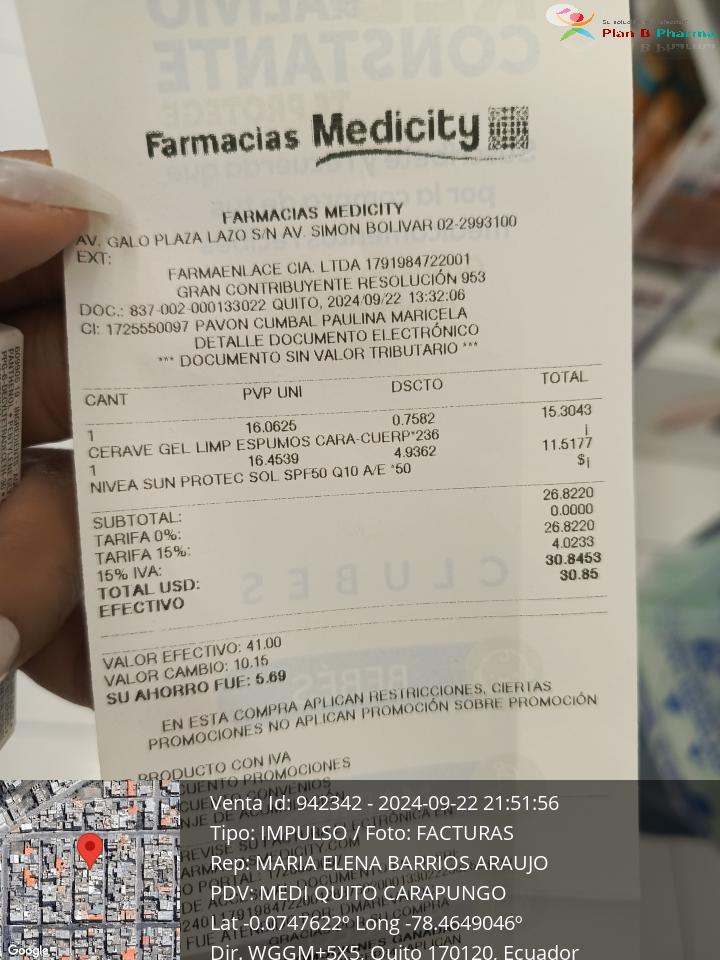 Plan B Pharma
Farmacias Medicity
FARMACIAS MEDICITY
AV. GALO PLAZA LAZO S/N AV. SIMON BOLIVAR 02-2993100
EXT:
FARMAENLACE CIA. LTDA 1791984722001
GRAN CONTRIBUYENTE RESOLUCIÓN 953
DOC.: 837-002-000133022 QUITO, 2024/09/22 13:32:06
CI: 1725550097 PAVON CUMBAL PAULINA MARICELA
DETALLE DOCUMENTO ELECTRÓNICO
*** DOCUMENTO SIN VALOR TRIBUTARIO ***
CANT PVP UNI DSCTO TOTAL
1 16.0625 0.7582 15.3043
CERAVE GEL LIMP ESPUMOS CARA-CUERP*236 i
1 16.4539 4.9362 11.5177
NIVEA SUN PROTEC SOL SPF50 Q10 A/E *50 $i
SUBTOTAL: 26.8220
TARIFA 0%: 0.0000
TARIFA 15%: 26.8220
15% IVA: 4.0233
TOTAL USD: 30.8453
EFECTIVO 30.85
VALOR EFECTIVO: 41.00
VALOR CAMBIO: 10.15
SU AHORRO FUE: 5.69
EN ESTA COMPRA APLICAN RESTRICCIONES, CIERTAS
PROMOCIONES NO APLICAN PROMOCIÓN SOBRE PROMOCIÓN
PRODUCTO CON IVA
CUENTO PROMOCIONES
CONVENIOS
Venta Id: 942342 - 2024-09-22 21:51:56
Tipo: IMPULSO / Foto: FACTURAS
Rep: MARIA ELENA BARRIOS ARAUJO
PDV: MEDI QUITO CARAPUNGO
Lat -0.0747622º Long -78.4649046º
Dir. WGGM+5X5, Quito 170120, Ecuador
Google